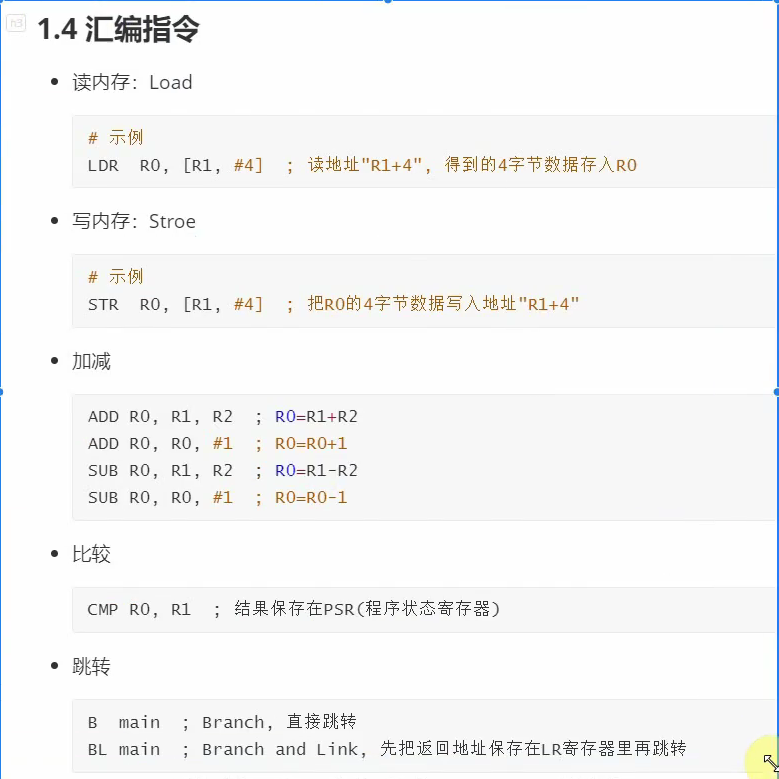 h3
1.4 汇编指令
读内存：Load
# 示例
LDR  R0, [R1, #4]  ; 读地址"R1+4", 得到的4字节数据存入R0
写内存：Stroe
# 示例
STR  R0, [R1, #4]  ; 把R0的4字节数据写入地址"R1+4"
加减
ADD R0, R1, R2  ; R0=R1+R2
ADD R0, R0, #1  ; R0=R0+1
SUB R0, R1, R2  ; R0=R1-R2
SUB R0, R0, #1  ; R0=R0-1
比较
CMP R0, R1  ; 结果保存在PSR(程序状态寄存器)
跳转
B  main  ; Branch, 直接跳转
BL main  ; Branch and Link, 先把返回地址保存在LR寄存器里再跳转